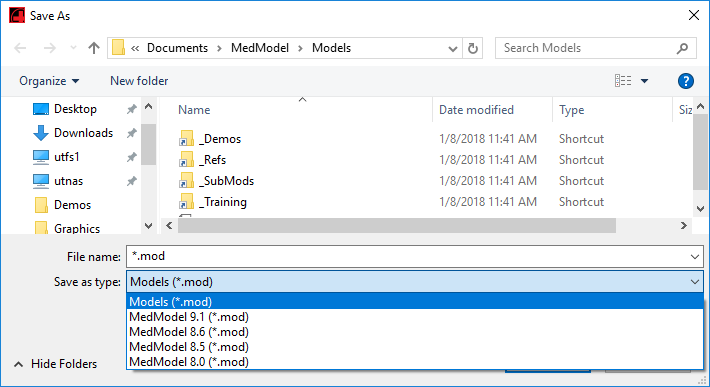 Save As
« Documents > MedModel > Models
Search Models
Organize
New folder
Desktop
Downloads
utfs1
utnas
Demos
Graphics
Name Date modified Type Siz
_Demos 1/8/2018 11:41 AM Shortcut
_Refs 1/8/2018 11:41 AM Shortcut
_SubMods 1/8/2018 11:41 AM Shortcut
_Training 1/8/2018 11:41 AM Shortcut
File name: *.mod
Save as type: Models (*.mod)
Models (*.mod)
MedModel 9.1 (*.mod)
MedModel 8.6 (*.mod)
MedModel 8.5 (*.mod)
MedModel 8.0 (*.mod)
Hide Folders